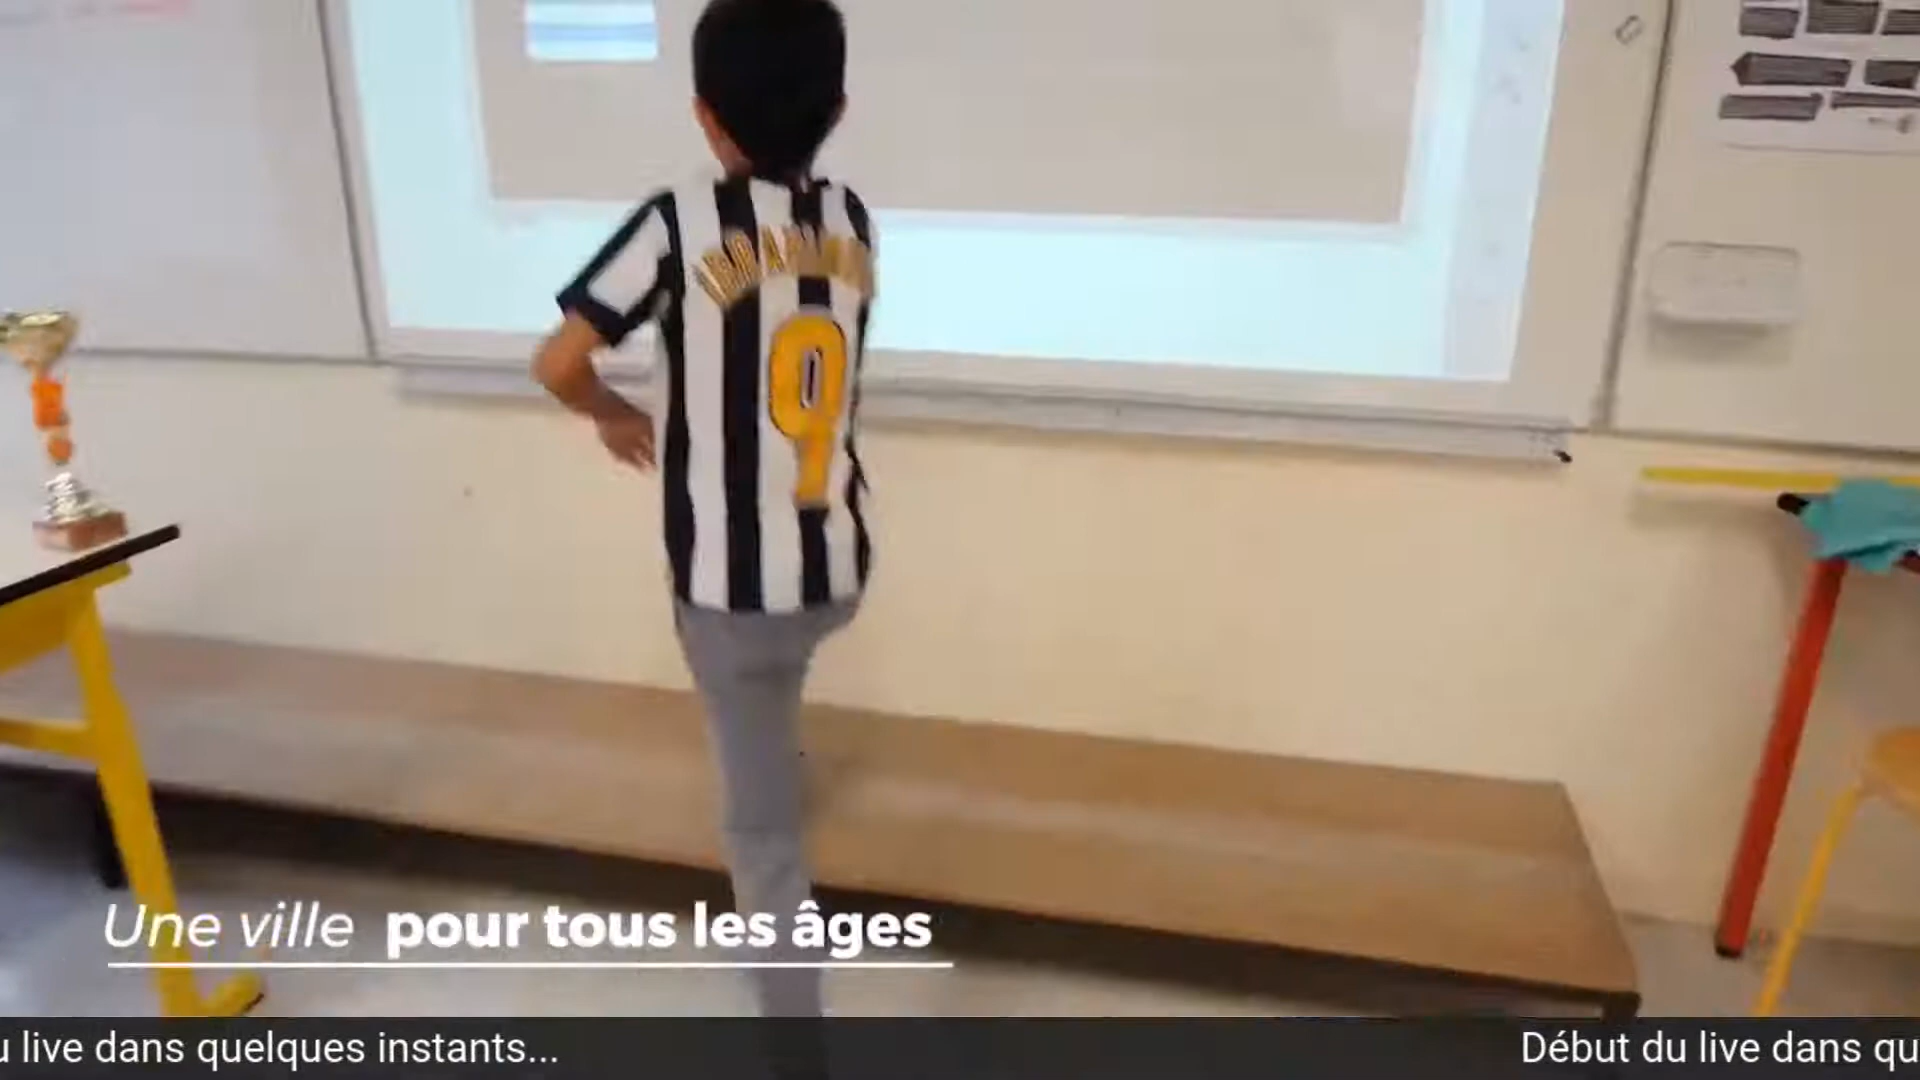 9
Une ville pour tous les âges
u live dans quelques instants...
Début du live dans qu